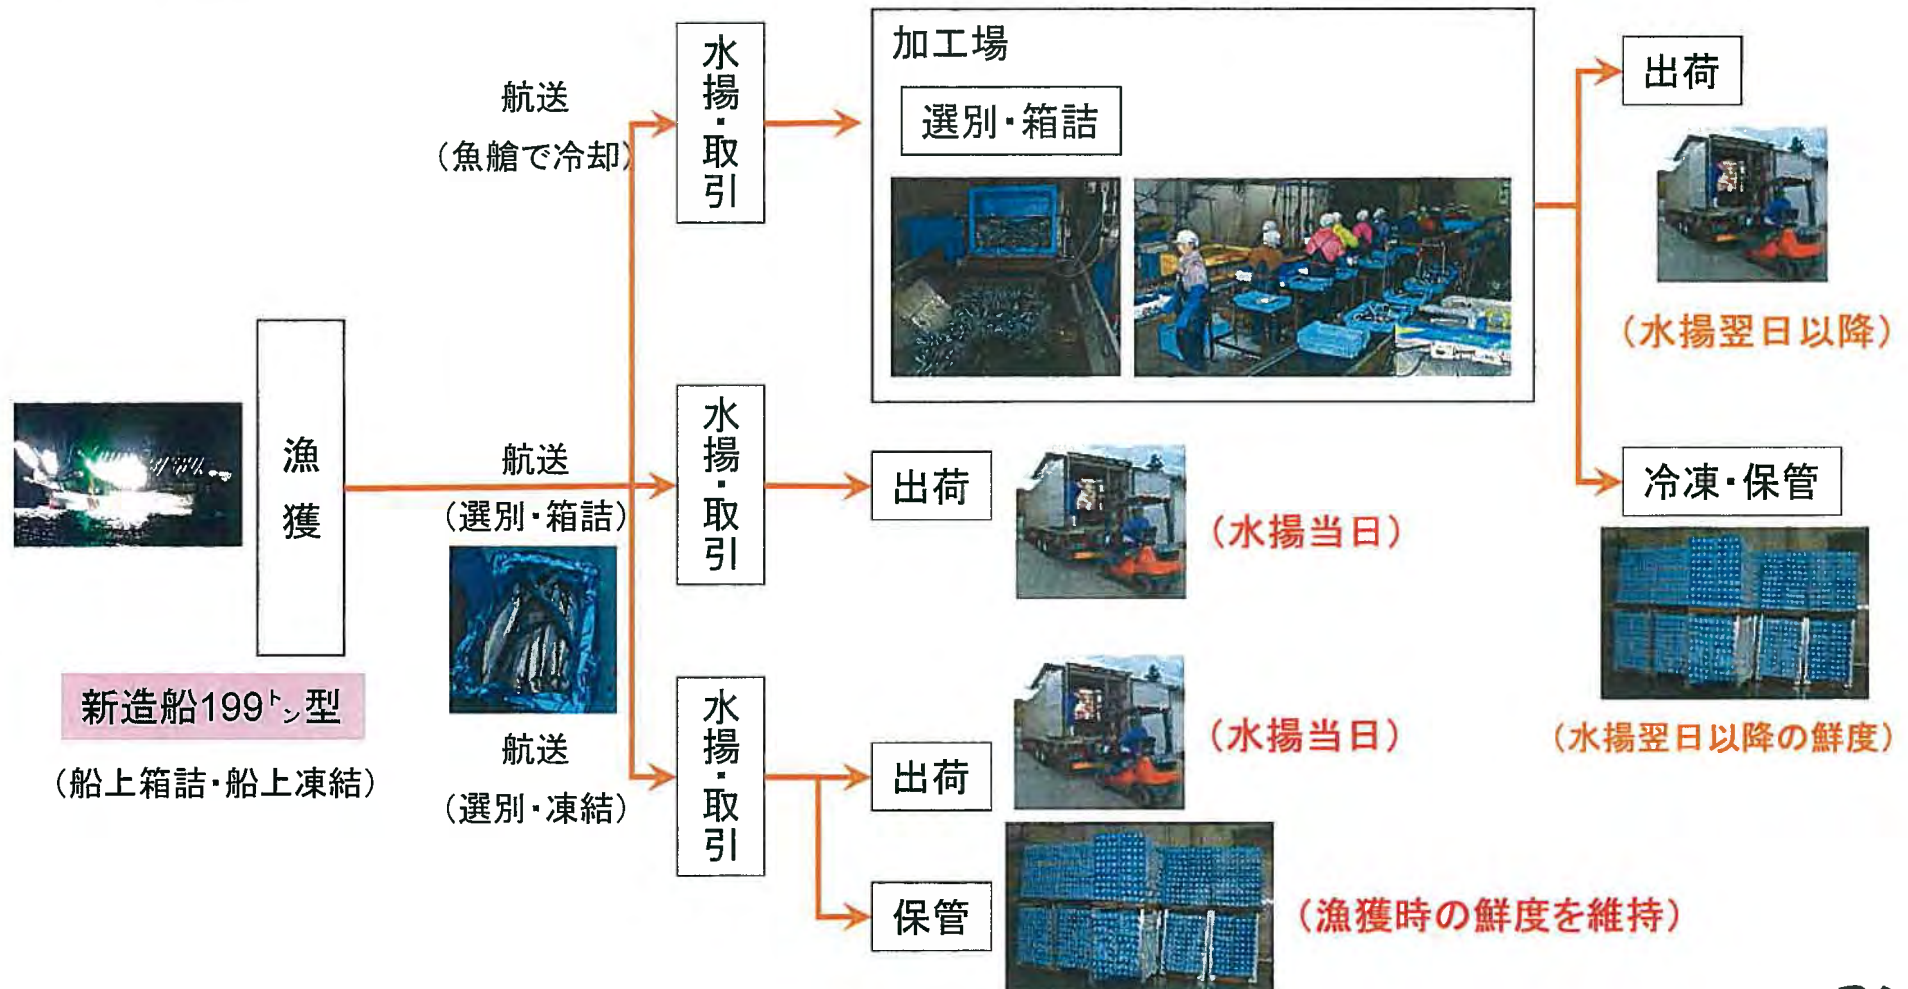 航送
(魚艙で冷却)
水揚・取引
加工場
選別・箱詰
出荷
(水揚翌日以降)
冷凍・保管
(水揚翌日以降の鮮度)
漁獲
新造船199トン型
(船上箱詰・船上凍結)
航送
(選別・箱詰)
水揚・取引
出荷
(水揚当日)
航送
(選別・凍結)
水揚・取引
出荷
(水揚当日)
保管
(漁獲時の鮮度を維持)